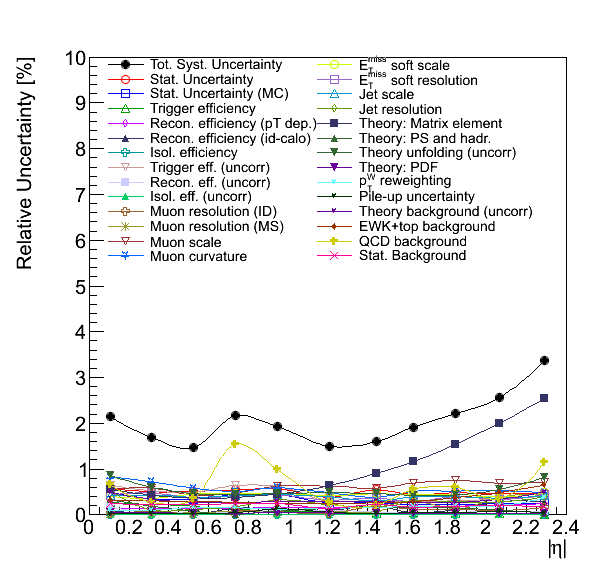 Relative Uncertainty [%]
10
9
8
7
6
5
4
3
2
1
0
Tot. Syst. Uncertainty
Stat. Uncertainty
Stat. Uncertainty (MC)
Trigger efficiency
Recon. efficiency (pT dep.)
Recon. efficiency (id-calo)
Isol. efficiency
Trigger eff. (uncorr)
Recon. eff. (uncorr)
Isol. eff. (uncorr)
Muon resolution (ID)
Muon resolution (MS)
Muon scale
Muon curvature
E_T^miss soft scale
E_T^miss soft resolution
Jet scale
Jet resolution
Theory: Matrix element
Theory: PS and hadr.
Theory unfolding (uncorr)
Theory: PDF
p_T^W reweighting
Pile-up uncertainty
Theory background (uncorr)
EWK+top background
QCD background
Stat. Background
0 0.2 0.4 0.6 0.8 1 1.2 1.4 1.6 1.8 2 2.2 2.4
|η|